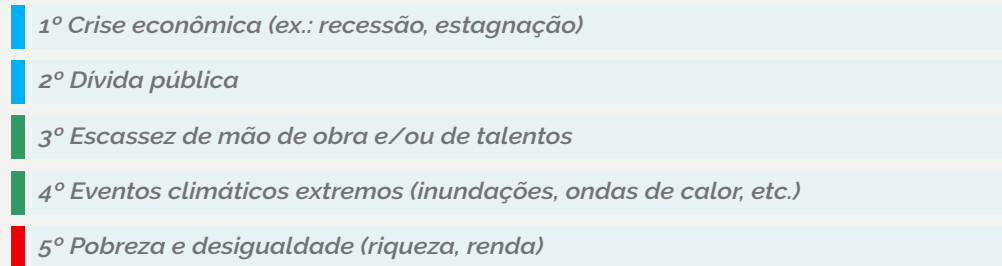 1º Crise econômica (ex.: recessão, estagnação)
2º Dívida pública
3º Escassez de mão de obra e/ou de talentos
4º Eventos climáticos extremos (inundações, ondas de calor, etc.)
5º Pobreza e desigualdade (riqueza, renda)